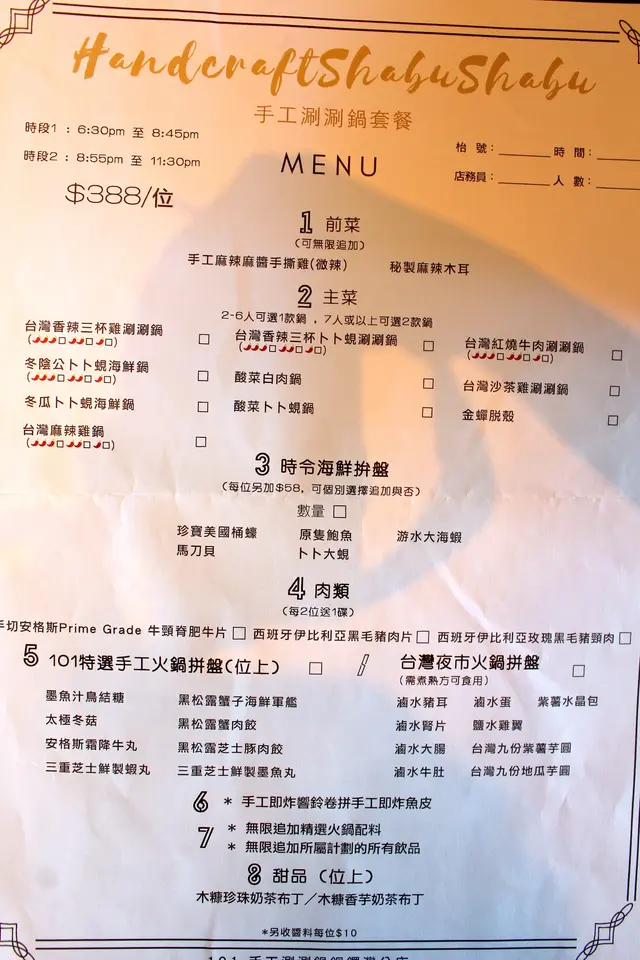 HandcraftShabuShabu
手工涮涮鍋套餐
時段1 : 6:30pm 至 8:45pm
時段2 : 8:55pm 至 11:30pm
枱 號: 時 間:
店務員: 人 數:
MENU
$388/位
1 前菜
(可無限追加)
手工麻辣麻醬手撕雞(微辣) 秘製麻辣木耳
2 主菜
2-6人可選1款鍋 , 7人或以上可選2款鍋
台灣香辣三杯雞涮涮鍋 台灣香辣三杯卜卜蜆涮涮鍋 台灣紅燒牛肉涮涮鍋
冬陰公卜卜蜆海鮮鍋 酸菜白肉鍋 台灣沙茶雞涮涮鍋
冬瓜卜卜蜆海鮮鍋 酸菜卜卜蜆鍋 金蟬脱殼
台灣麻辣雞鍋
3 時令海鮮拚盤
(每位另加$58, 可個別選擇追加與否)
數量
珍寶美國桶蠔 原隻鮑魚 游水大海蝦
馬刀貝 卜卜大蜆
4 肉類
(每2位送1碟)
手切安格斯Prime Grade 牛頸脊肥牛片 西班牙伊比利亞黑毛豬肉片 西班牙伊比利亞玫瑰黑毛豬頸肉
5 101特選手工火鍋拼盤(位上) / 台灣夜市火鍋拼盤
(需煮熟方可食用)
墨魚汁鳥結糖 黑松露蟹子海鮮軍艦 滷水豬耳 滷水蛋 紫薯水晶包
太極冬菇 黑松露蟹肉餃 滷水腎片 鹽水雞翼
安格斯霜降牛丸 黑松露芝士豚肉餃 滷水大腸 台灣九份紫薯芋圓
三重芝士鮮製蝦丸 三重芝士鮮製墨魚丸 滷水牛肚 台灣九份地瓜芋圓
6 * 手工即炸響鈴卷拼手工即炸魚皮
7 * 無限追加精選火鍋配料
* 無限追加所屬計劃的所有飲品
8 甜品 (位上)
木糠珍珠奶茶布丁／木糠香芋奶茶布丁
*另收醬料每位$10